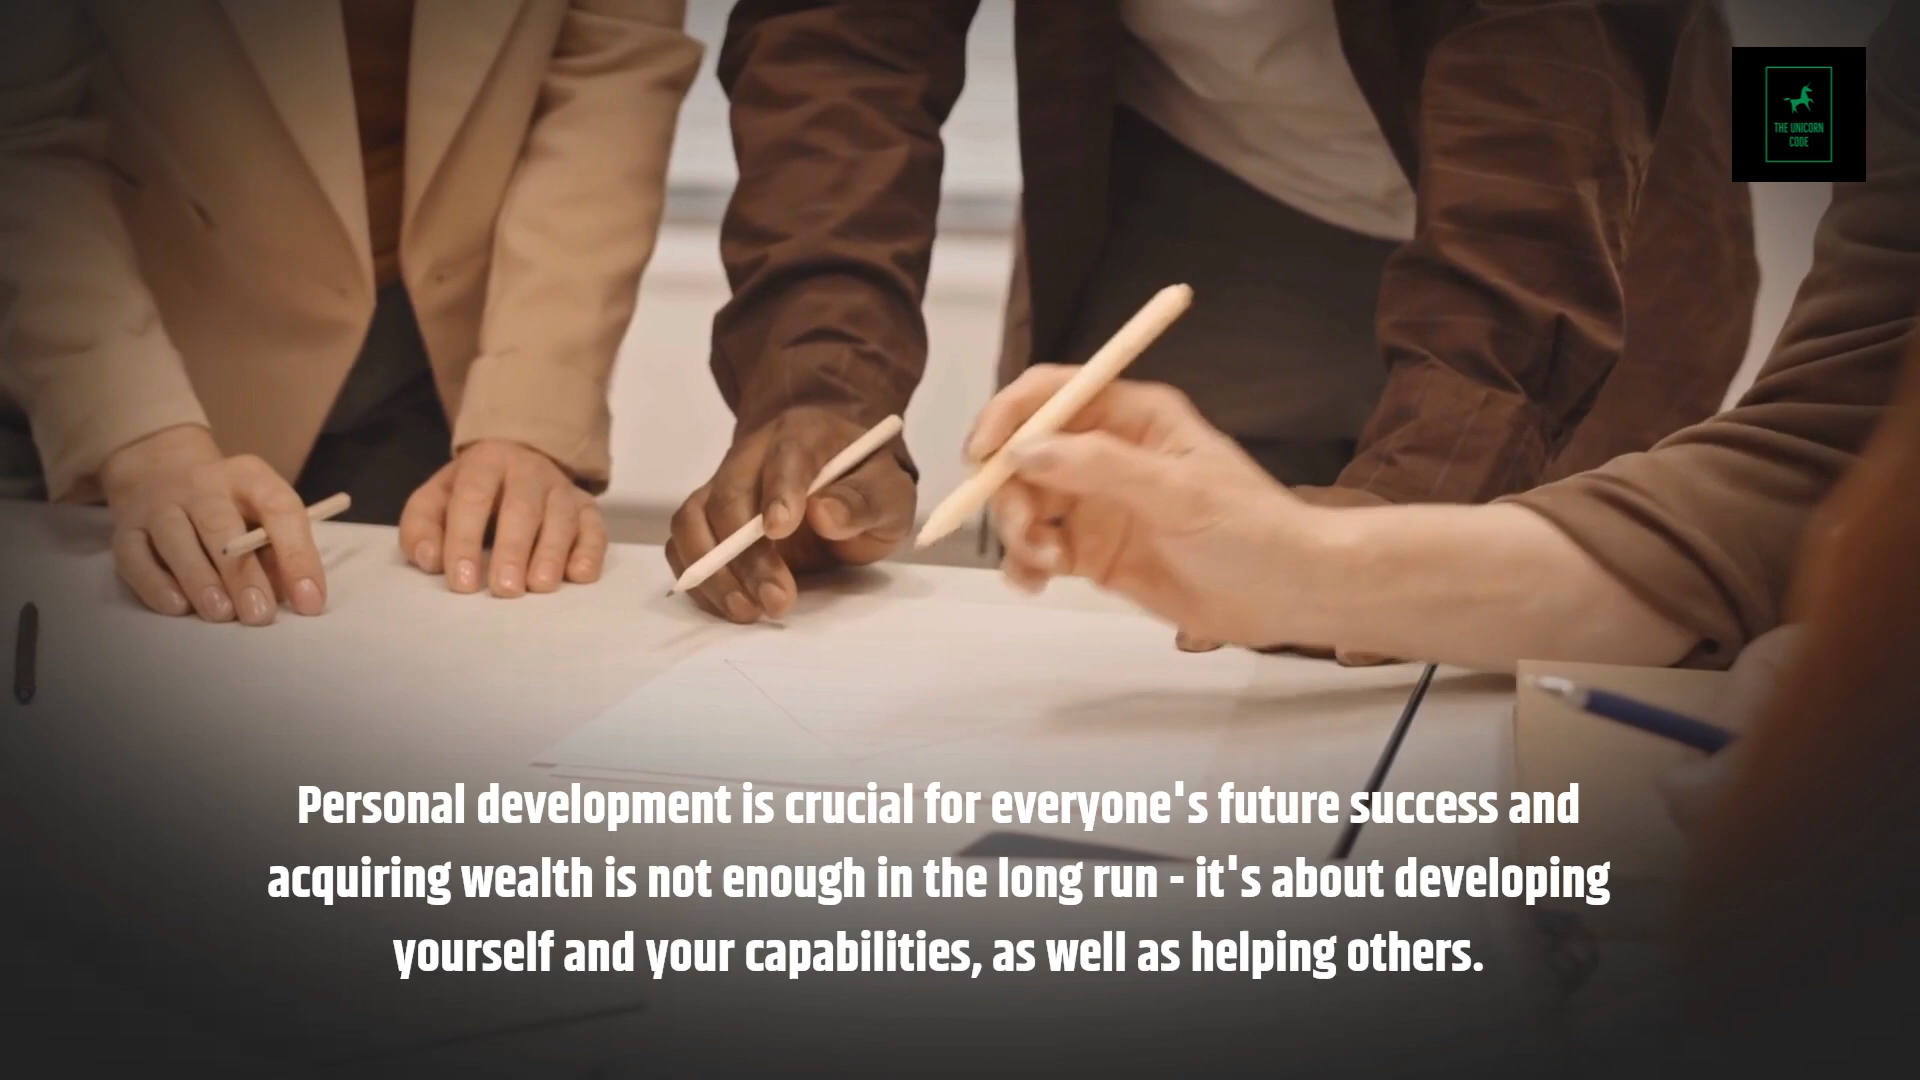 THE UNICORN
CODE
Personal development is crucial for everyone's future success and
acquiring wealth is not enough in the long run - it's about developing
yourself and your capabilities, as well as helping others.